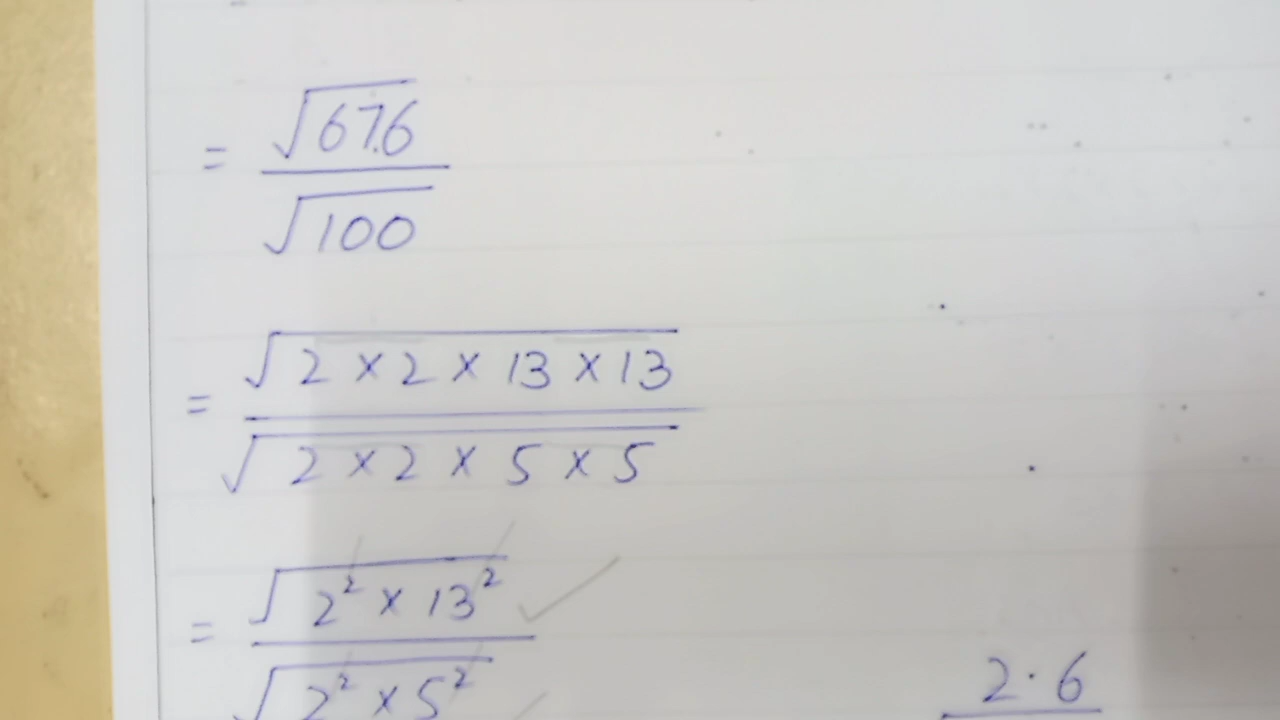 = √676
√100
= √2 × 2 × 13 × 13
√2 × 2 × 5 × 5
= √2² × 13²
√2² × 5²
2.6